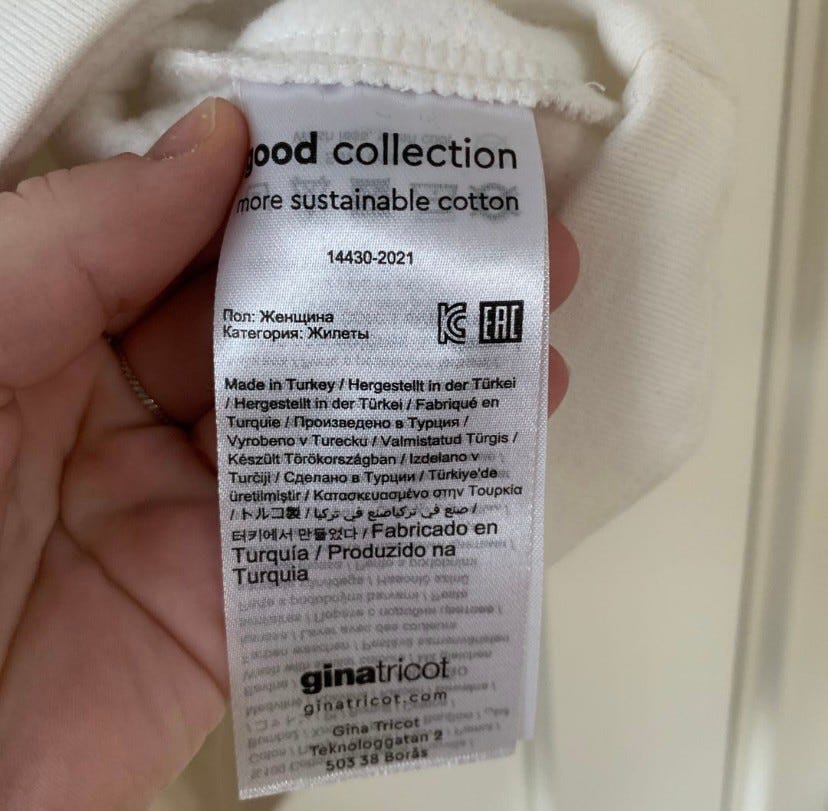 good collection
more sustainable cotton
14430-2021
Пол: Женщина
Категория: Жилеты
EAC
Made in Turkey / Hergestellt in der Türkei
/ Hergestellt in der Türkei / Fabriqué en
Turquie / Произведено в Турция /
Vyrobeno v Turecku / Valmistatud Türgis /
Készült Törökországban / Izdelano v
Turčiji / Сделано в Турции / Türkiye'de
üretilmiştir / Κατασκευασμένο στην Τουρκία
/ トルコ製 / صنع في تركياصنع في تركيا /
터키에서 만들었다 / Fabricado en
Turquía / Produzido na
Turquia
ginatricot
ginatricot.com
Gina Tricot
Teknologgatan 2
503 38 Borås